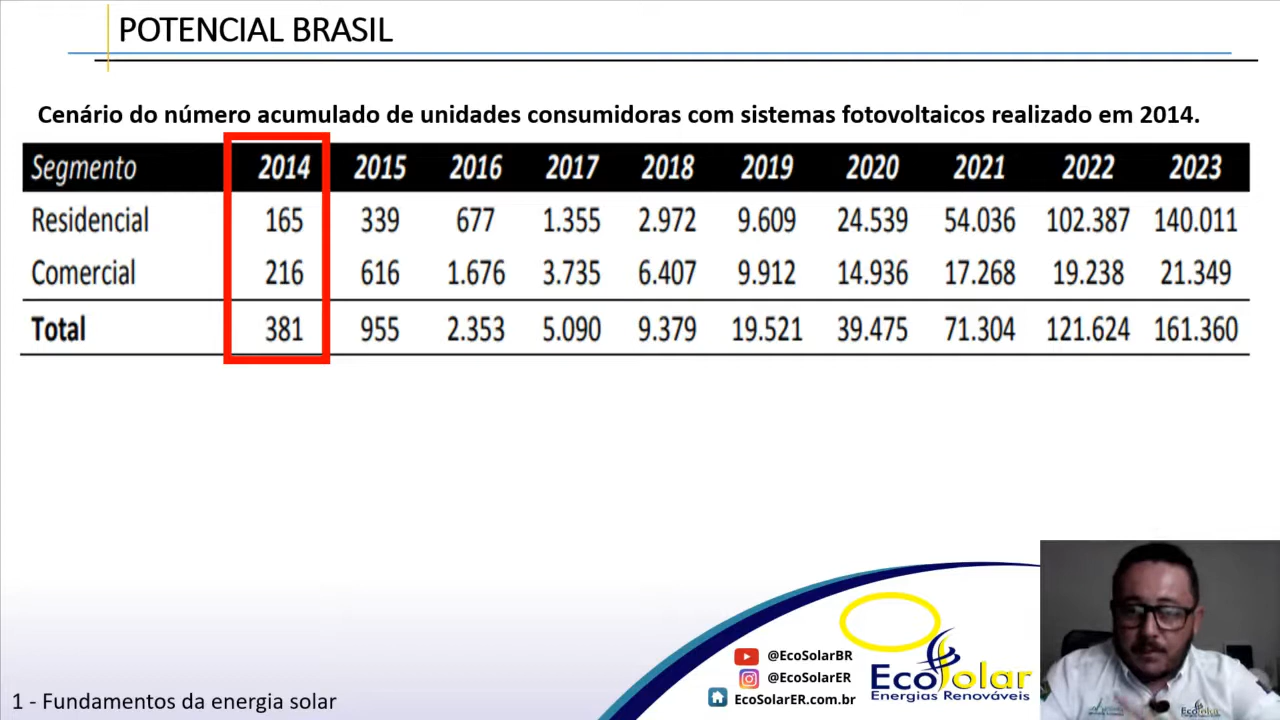 POTENCIAL BRASIL
Cenário do número acumulado de unidades consumidoras com sistemas fotovoltaicos realizado em 2014.
Segmento 2014 2015 2016 2017 2018 2019 2020 2021 2022 2023
Residencial 165 339 677 1.355 2.972 9.609 24.539 54.036 102.387 140.011
Comercial 216 616 1.676 3.735 6.407 9.912 14.936 17.268 19.238 21.349
Total 381 955 2.353 5.090 9.379 19.521 39.475 71.304 121.624 161.360
@EcoSolarBR
@EcoSolarER
EcoSolarER.com.br
EcoSolar
Energias Renováveis
EcoSolar
1 - Fundamentos da energia solar